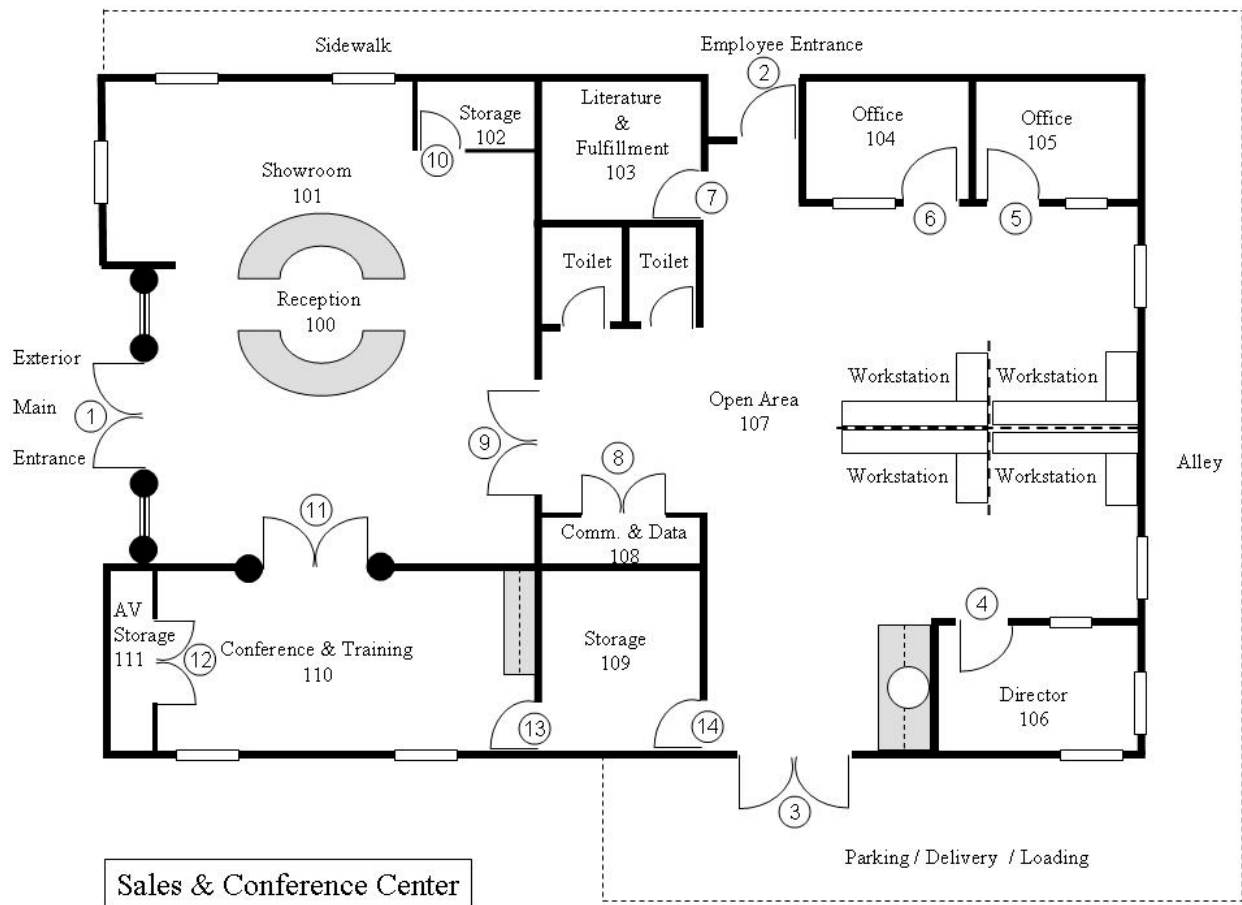 Sidewalk
Employee Entrance
2
Storage
102
10
Literature
&
Fulfillment
103
7
Office
104
6
Office
105
5
Showroom
101
Toilet
Toilet
Reception
100
Exterior
Main
Entrance
1
9
8
Open Area
107
Workstation
Workstation
Workstation
Workstation
Alley
11
Comm. & Data
108
AV
Storage
111
12
Conference & Training
110
Storage
109
13
14
4
Director
106
3
Parking / Delivery / Loading
Sales & Conference Center